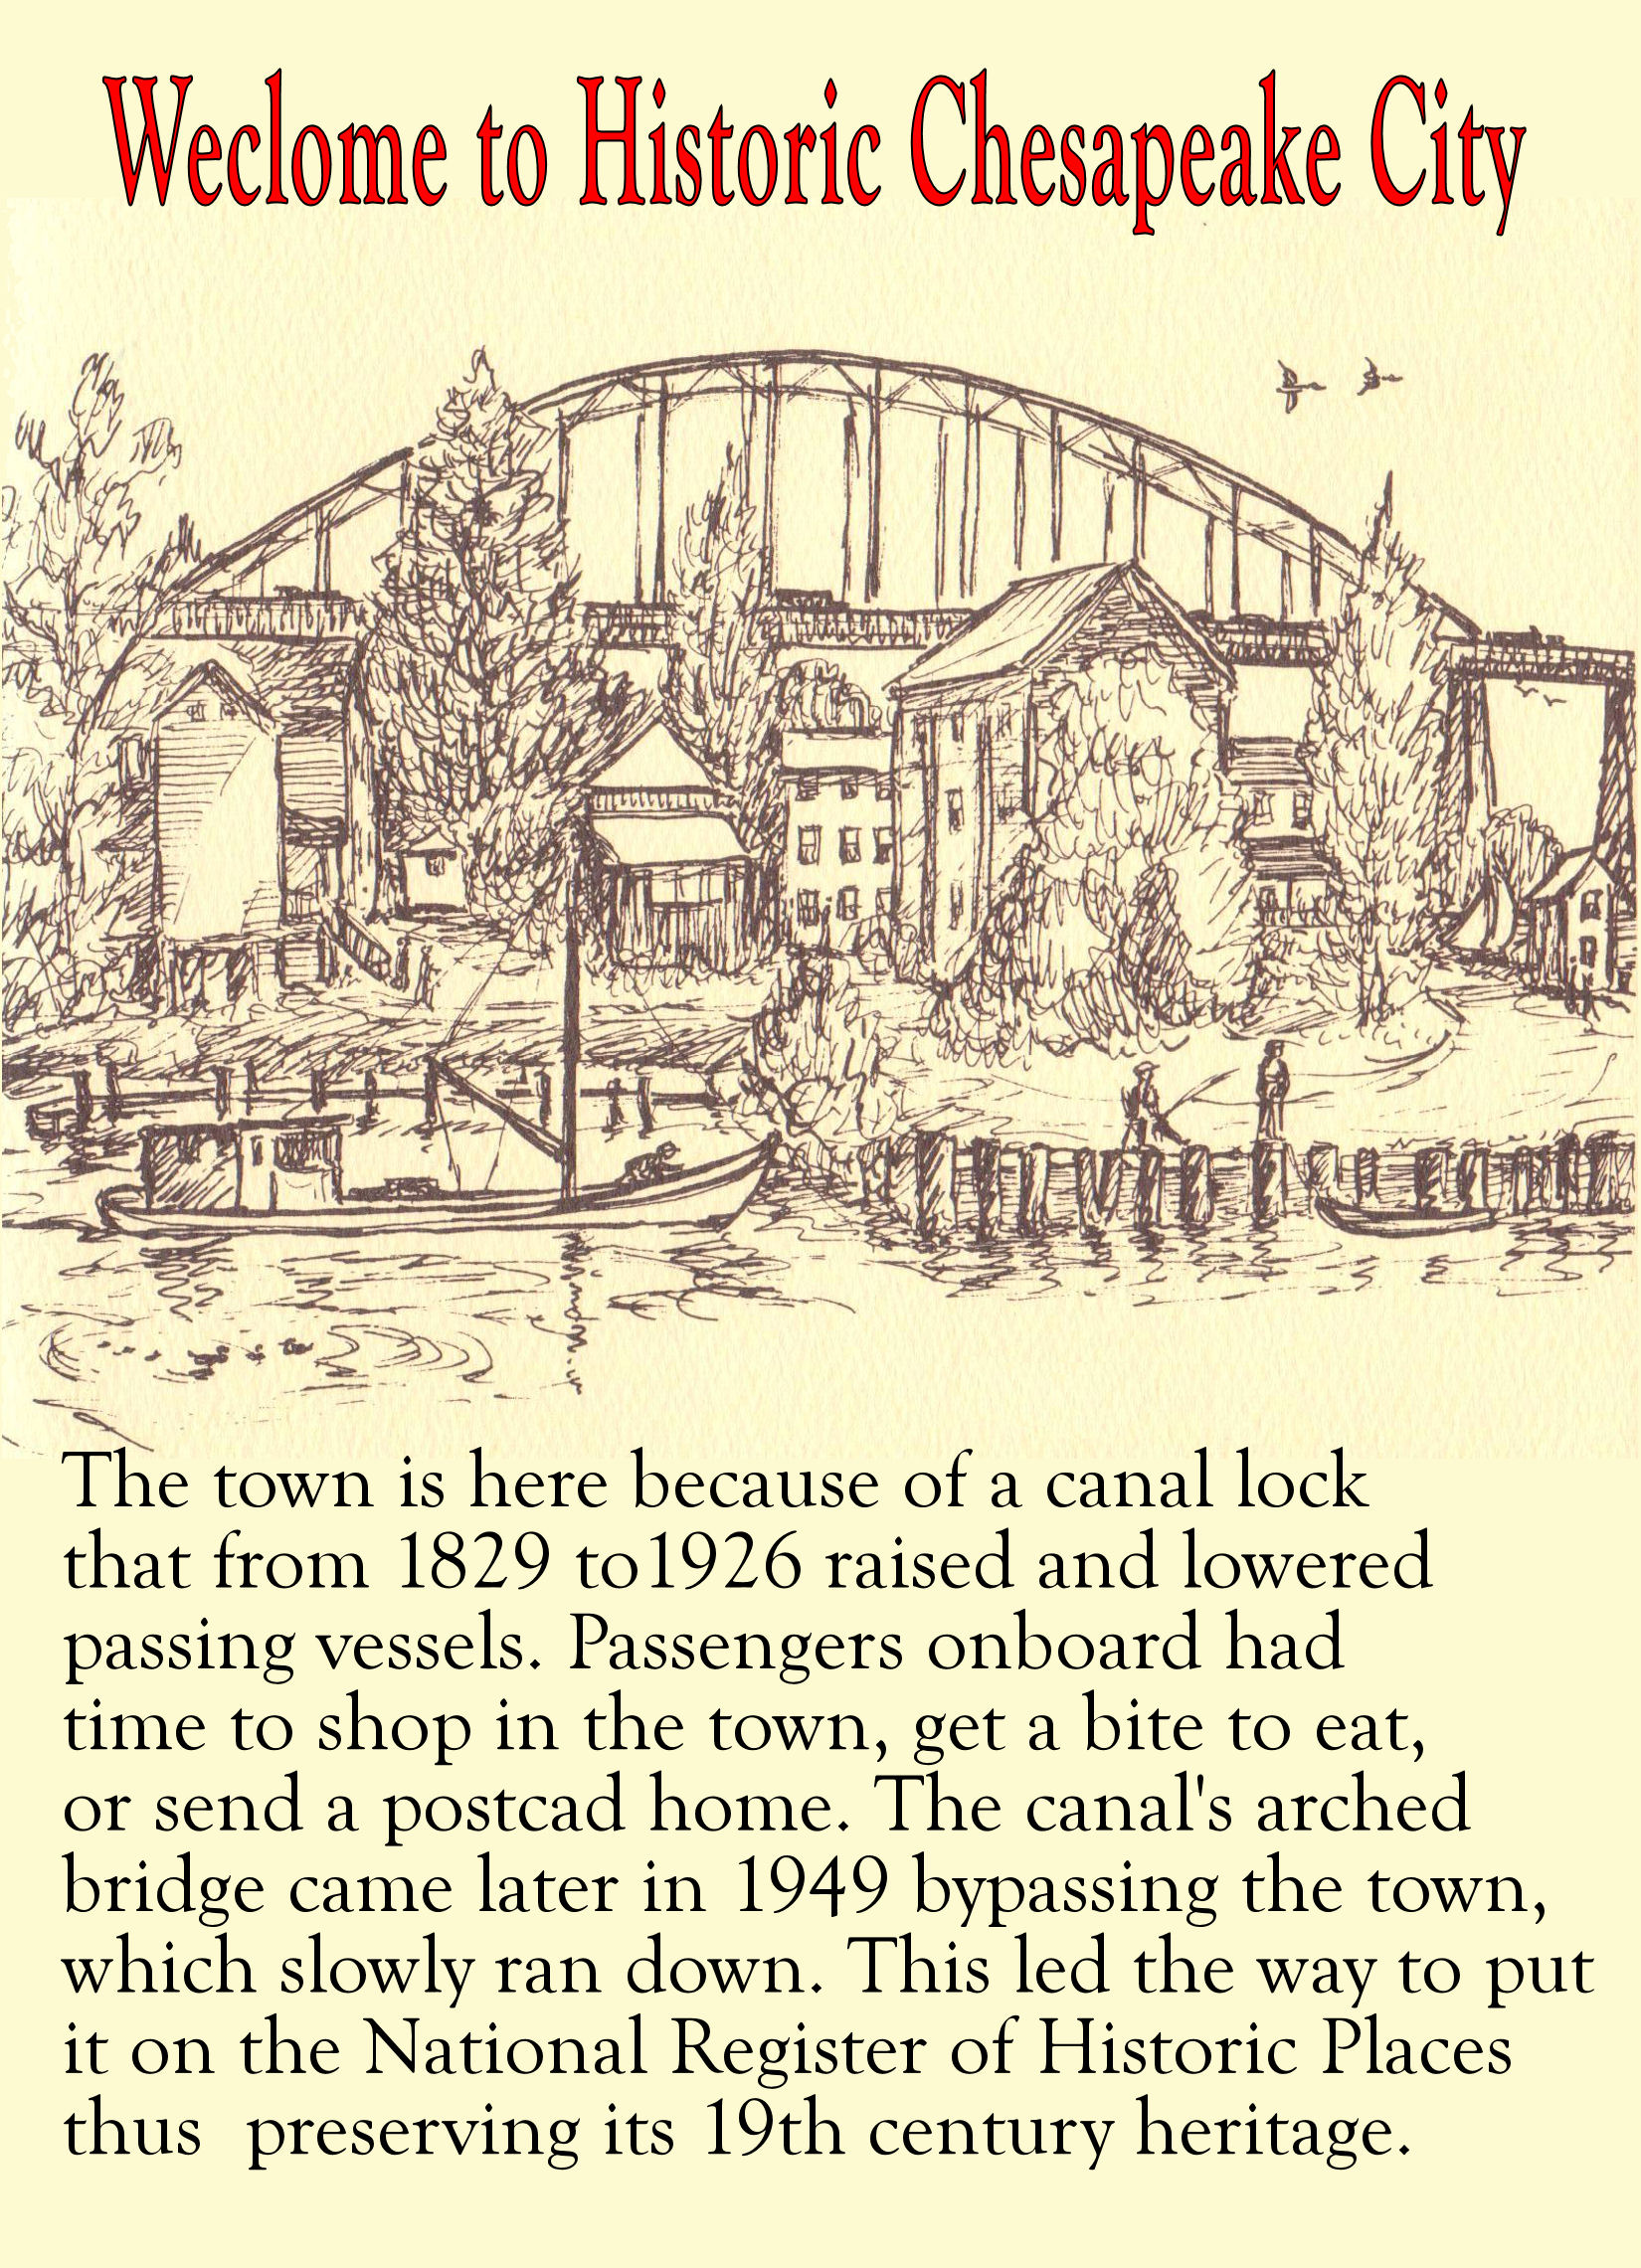 Weclome to Historic Chesapeake City
The town is here because of a canal lock
that from 1829 to1926 raised and lowered
passing vessels. Passengers onboard had
time to shop in the town, get a bite to eat,
or send a postcad home. The canal's arched
bridge came later in 1949 bypassing the town,
which slowly ran down. This led the way to put
it on the National Register of Historic Places
thus  preserving its 19th century heritage.